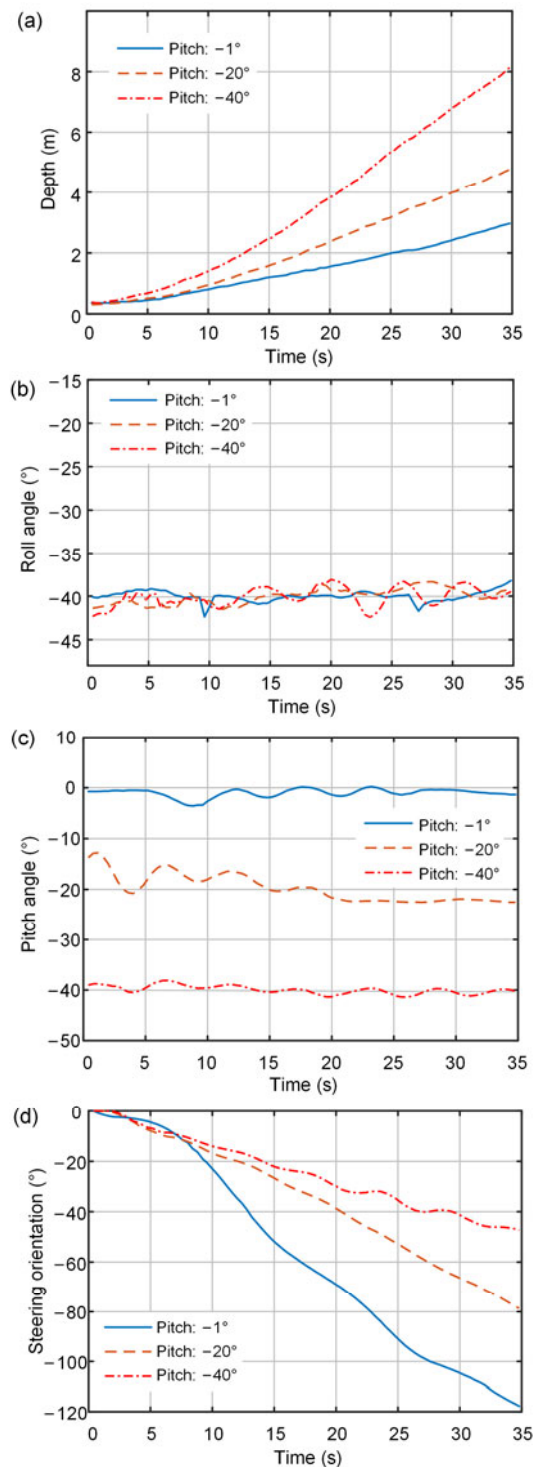 (a)
Pitch: −1°
Pitch: −20°
Pitch: −40°
8
6
4
2
0
Depth (m)
0 5 10 15 20 25 30 35
Time (s)
(b)
−15
Pitch: −1°
Pitch: −20°
Pitch: −40°
−20
−25
−30
−35
−40
−45
Roll angle (°)
0 5 10 15 20 25 30 35
Time (s)
(c)
10
0
−10
−20
−30
−40
−50
Pitch: −1°
Pitch: −20°
Pitch: −40°
Pitch angle (°)
0 5 10 15 20 25 30 35
Time (s)
(d)
0
−20
−40
−60
−80
−100
−120
Steering orientation (°)
Pitch: −1°
Pitch: −20°
Pitch: −40°
0 5 10 15 20 25 30 35
Time (s)